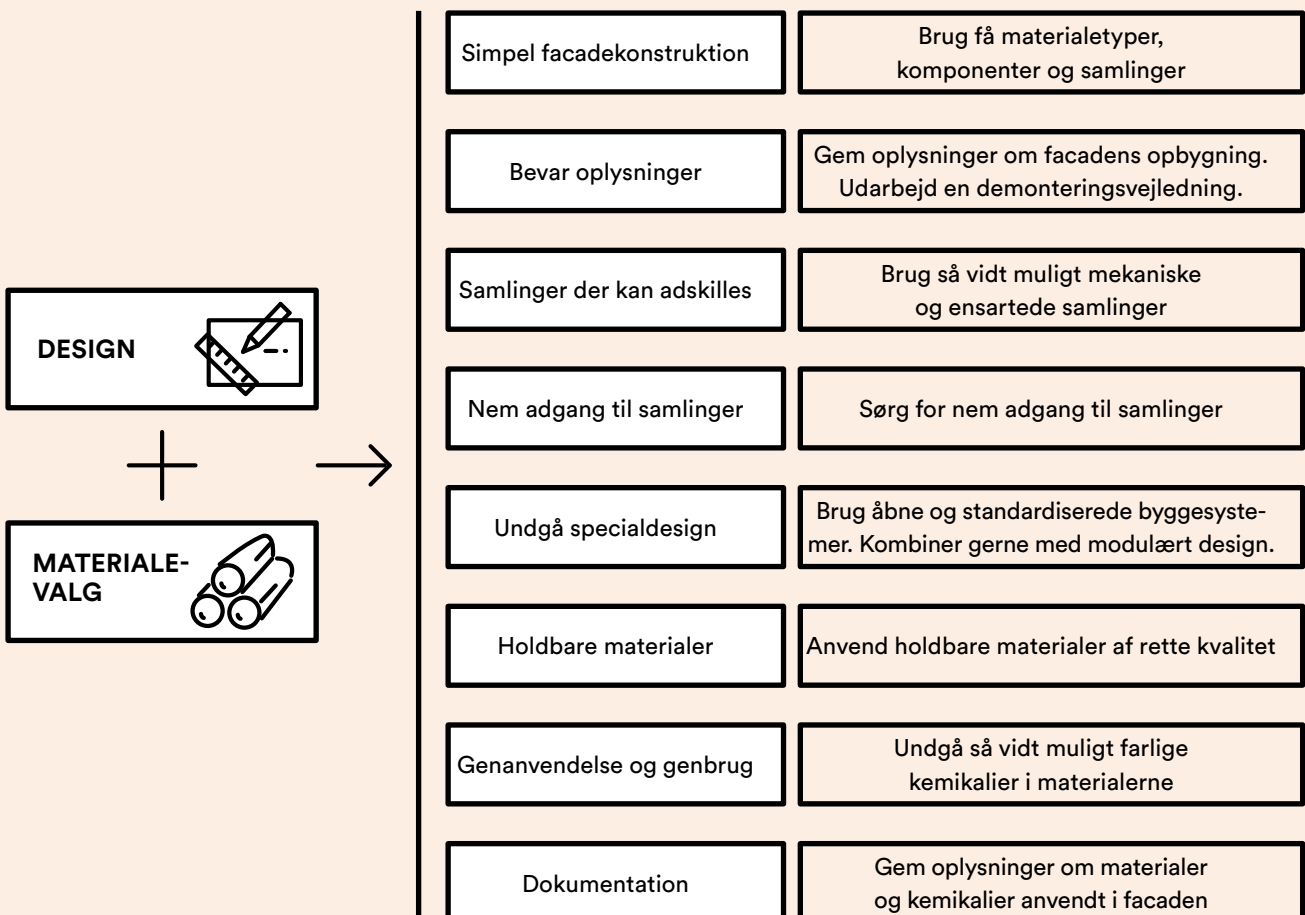 DESIGN
MATERIALE-
VALG
Simpel facadekonstruktion
Brug få materialetyper,
komponenter og samlinger
Bevar oplysninger
Gem oplysninger om facadens opbygning.
Udarbejd en demonteringsvejledning.
Samlinger der kan adskilles
Brug så vidt muligt mekaniske
og ensartede samlinger
Nem adgang til samlinger
Sørg for nem adgang til samlinger
Undgå specialdesign
Brug åbne og standardiserede byggesyste-
mer. Kombiner gerne med modulært design.
Holdbare materialer
Anvend holdbare materialer af rette kvalitet
Genanvendelse og genbrug
Undgå så vidt muligt farlige
kemikalier i materialerne
Dokumentation
Gem oplysninger om materialer
og kemikalier anvendt i facaden